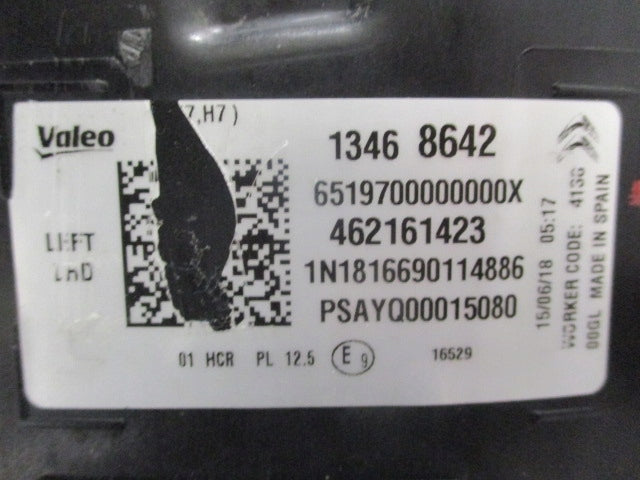 7,H7)
Valeo
1346 8642
6519700000000X
462161423
LEFT
LHD
1N1816690114886
PSAYQ00015080
01 HCR PL 12.5 E 9 16529
15/06/18 05:17
WORKER CODE: 4136
00GL MADE IN SPAIN